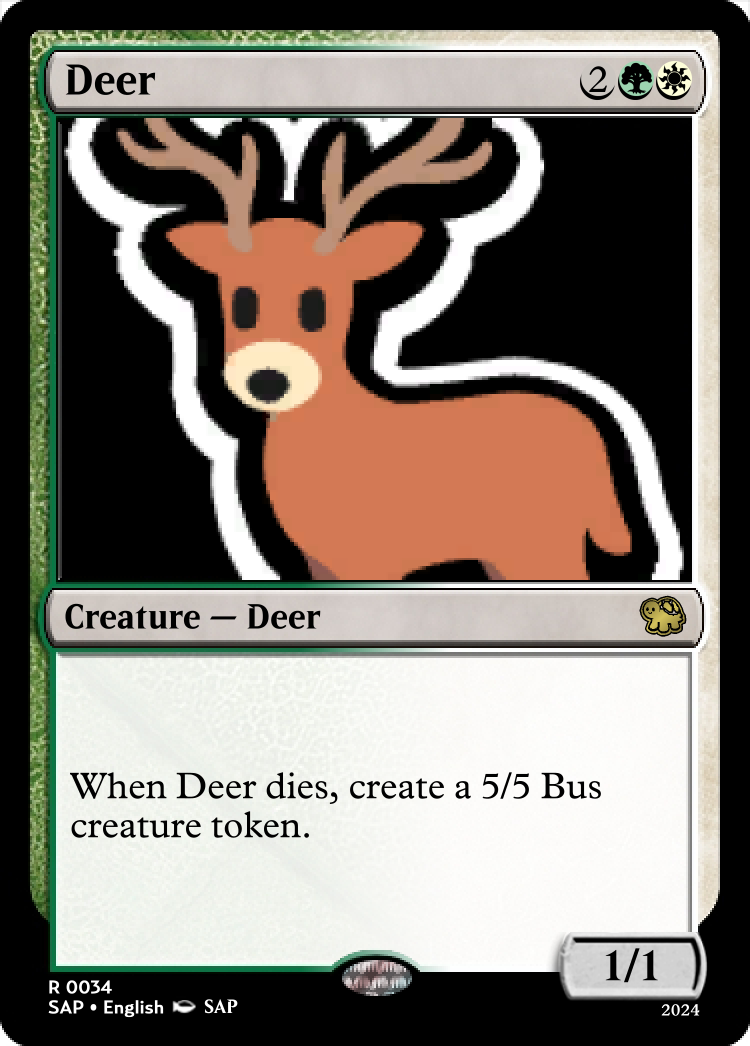 Deer 2
Creature — Deer
When Deer dies, create a 5/5 Bus
creature token.
1/1
R 0034
SAP • English SAP
2024